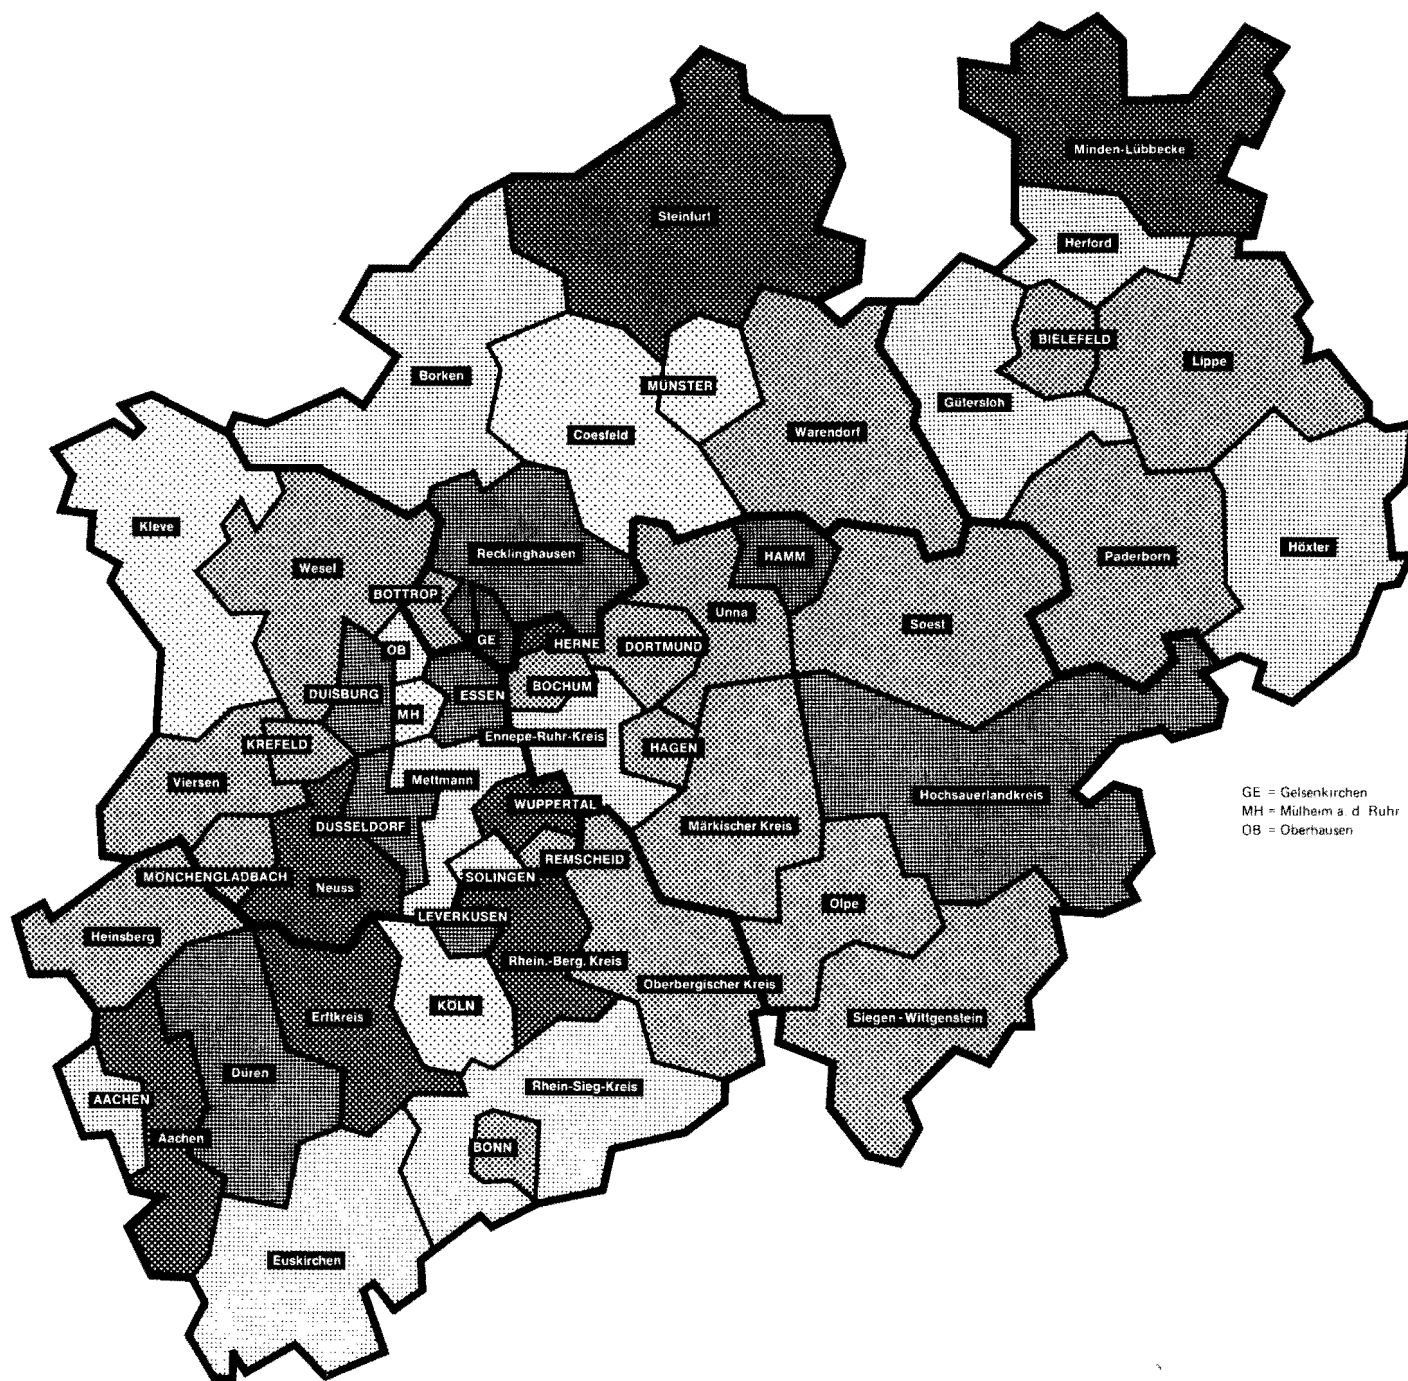 Minden-Lübbecke
Steinfurt
Herford
BIELEFELD
Lippe
Borken
MÜNSTER
Gütersloh
Coesfeld
Warendorf
Kleve
Recklinghausen
HAMM
Paderborn
Höxter
Wesel
BOTTROP
Unna
Soest
GE
HERNE
DORTMUND
OB
DUISBURG
ESSEN
BOCHUM
MH
Ennepe-Ruhr-Kreis
KREFELD
HAGEN
Viersen
Mettmann
Hochsauerlandkreis
GE = Gelsenkirchen
MH = Mülheim a. d. Ruhr
OB = Oberhausen
WUPPERTAL
DUSSELDORF
Märkischer Kreis
REMSCHEID
MÖNCHENGLADBACH
Neuss
SOLINGEN
Olpe
LEVERKUSEN
Heinsberg
Rhein.-Berg. Kreis
Oberbergischer Kreis
KÖLN
Erftkreis
Siegen-Wittgenstein
Düren
Rhein-Sieg-Kreis
AACHEN
Aachen
BONN
Euskirchen